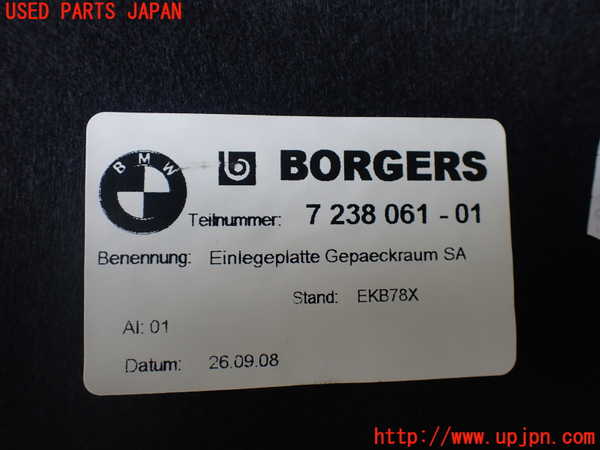 USED PARTS JAPAN
BMW
BORGERS
Teilnummer: 7 238 061 - 01
Benennung: Einlegeplatte Gepaeckraum SA
Stand: EKB78X
AI: 01
Datum: 26.09.08
http://www.upjpn.com/